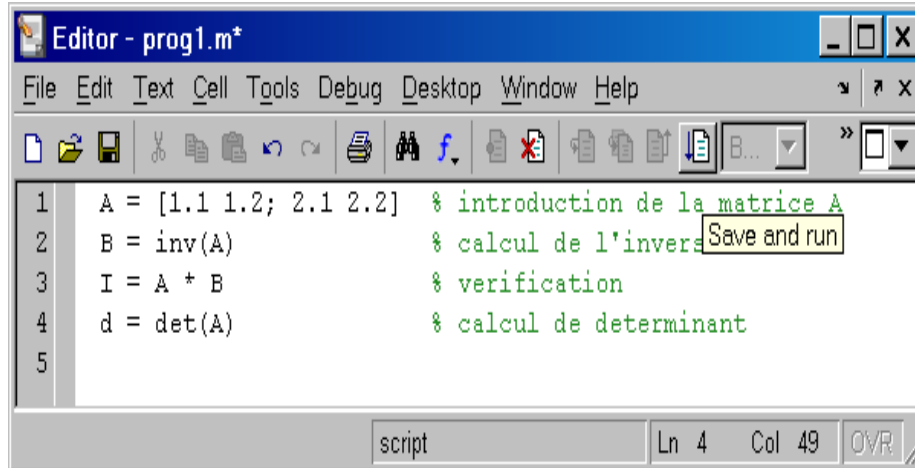 Editor - prog1.m*
File Edit Text Cell Tools Debug Desktop Window Help
B... »
1 A = [1.1 1.2; 2.1 2.2] % introduction de la matrice A
2 B = inv(A) % calcul de l'invers
Save and run
3 I = A * B % verification
4 d = det(A) % calcul de determinant
5
script Ln 4 Col 49 OVR